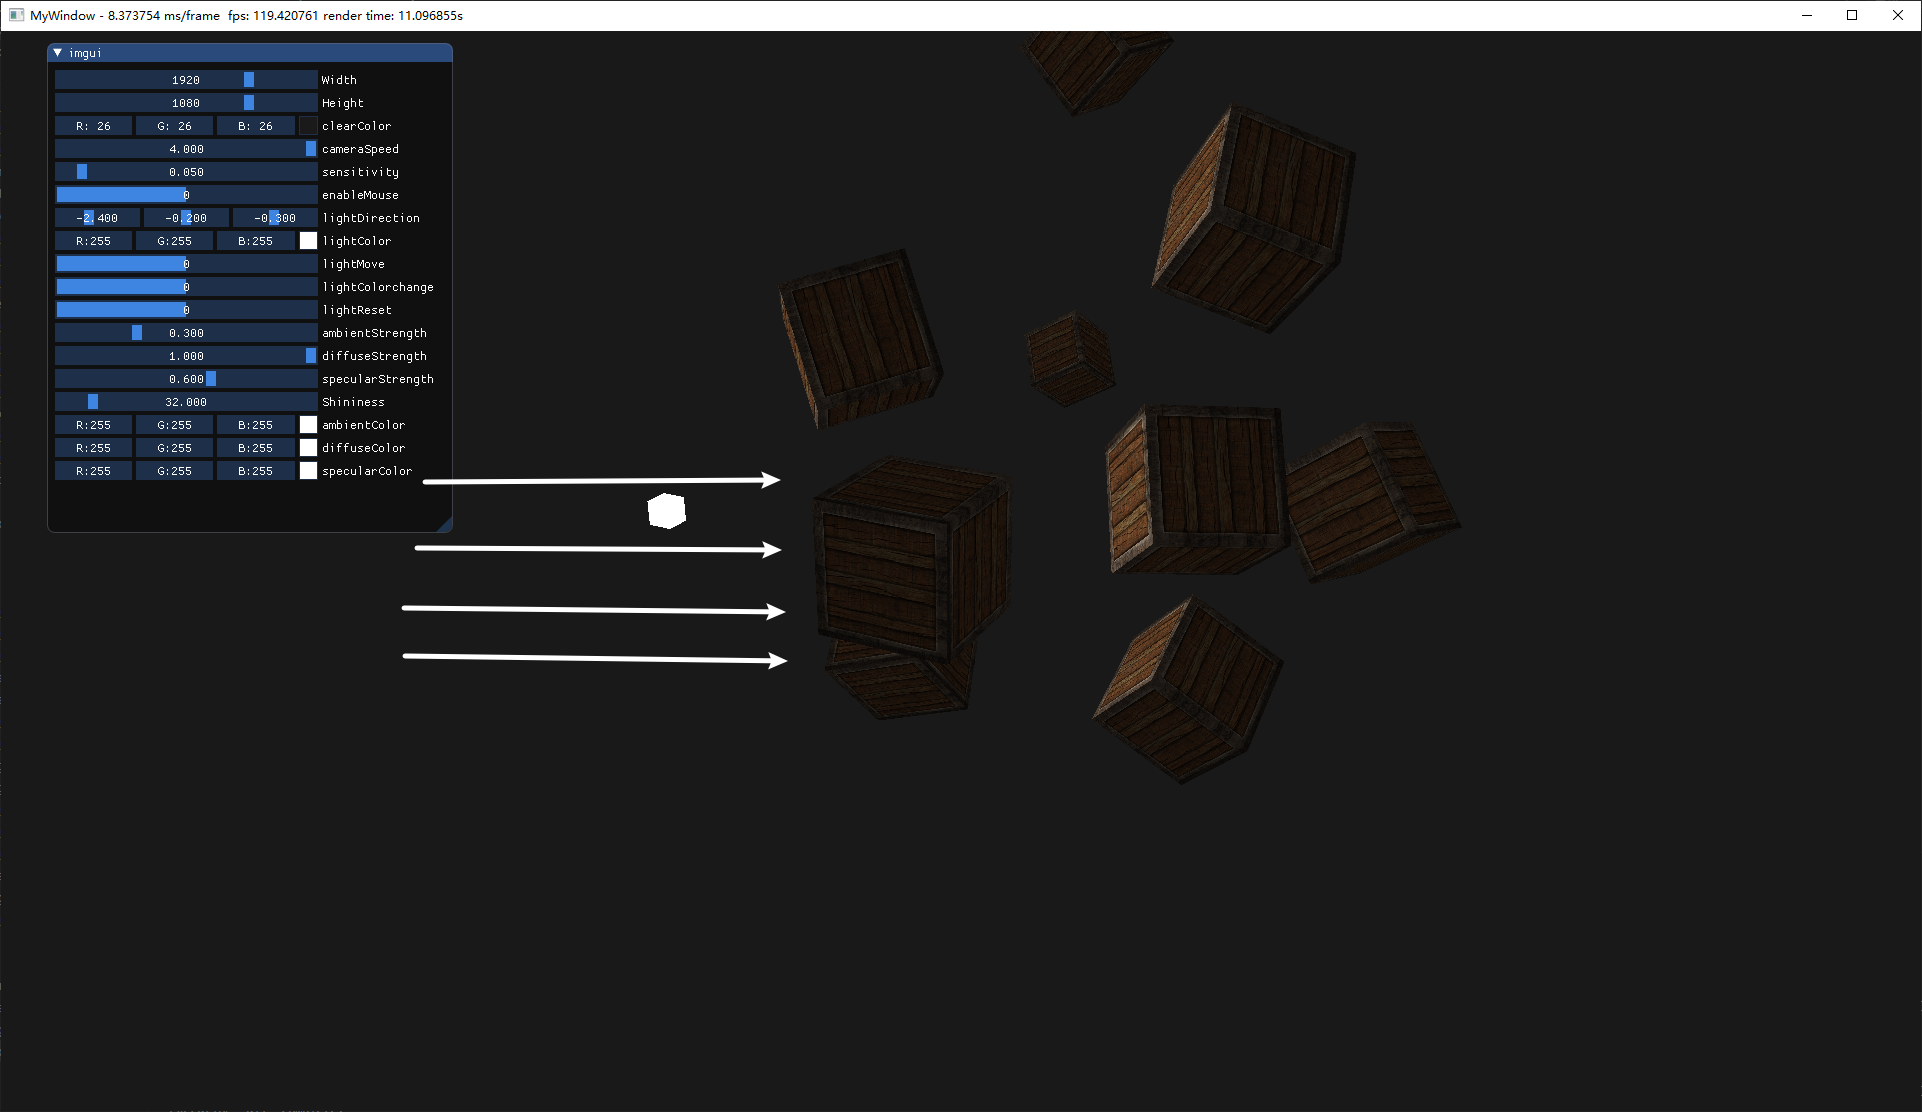 MyWindow - 8.373754 ms/frame fps: 119.420761 render time: 11.096855s
imgui
1920 Width
1080 Height
R: 26 G: 26 B: 26 clearColor
4.000 cameraSpeed
0.050 sensitivity
0 enableMouse
-2.400 -0.200 -0.300 lightDirection
R:255 G:255 B:255 lightColor
0 lightMove
0 lightColorchange
0 lightReset
0.300 ambientStrength
1.000 diffuseStrength
0.600 specularStrength
32.000 Shininess
R:255 G:255 B:255 ambientColor
R:255 G:255 B:255 diffuseColor
R:255 G:255 B:255 specularColor